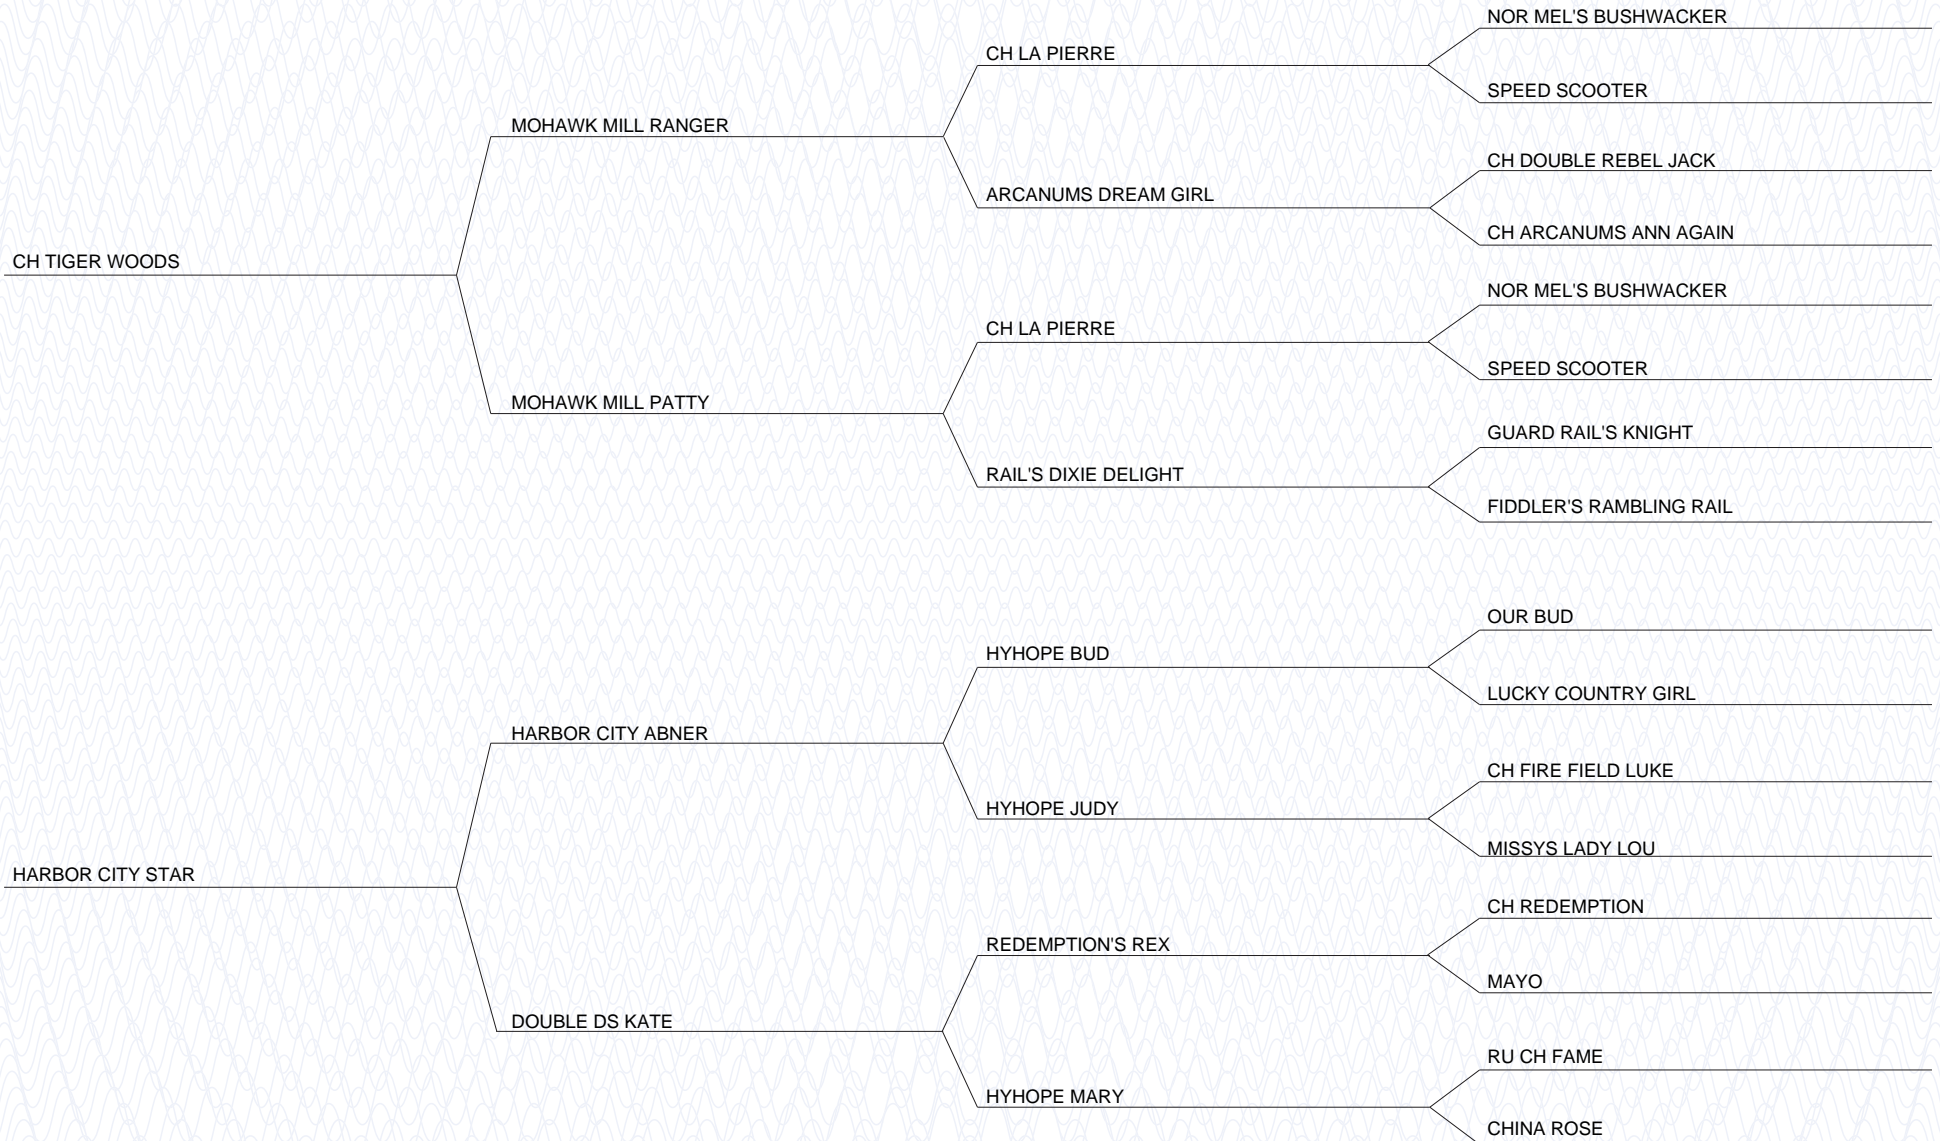 NOR MEL'S BUSHWACKER
CH LA PIERRE
SPEED SCOOTER
MOHAWK MILL RANGER
CH DOUBLE REBEL JACK
ARCANUMS DREAM GIRL
CH ARCANUMS ANN AGAIN
CH TIGER WOODS
NOR MEL'S BUSHWACKER
CH LA PIERRE
SPEED SCOOTER
MOHAWK MILL PATTY
GUARD RAIL'S KNIGHT
RAIL'S DIXIE DELIGHT
FIDDLER'S RAMBLING RAIL
OUR BUD
HYHOPE BUD
LUCKY COUNTRY GIRL
HARBOR CITY ABNER
CH FIRE FIELD LUKE
HYHOPE JUDY
MISSYS LADY LOU
HARBOR CITY STAR
CH REDEMPTION
REDEMPTION'S REX
MAYO
DOUBLE DS KATE
RU CH FAME
HYHOPE MARY
CHINA ROSE